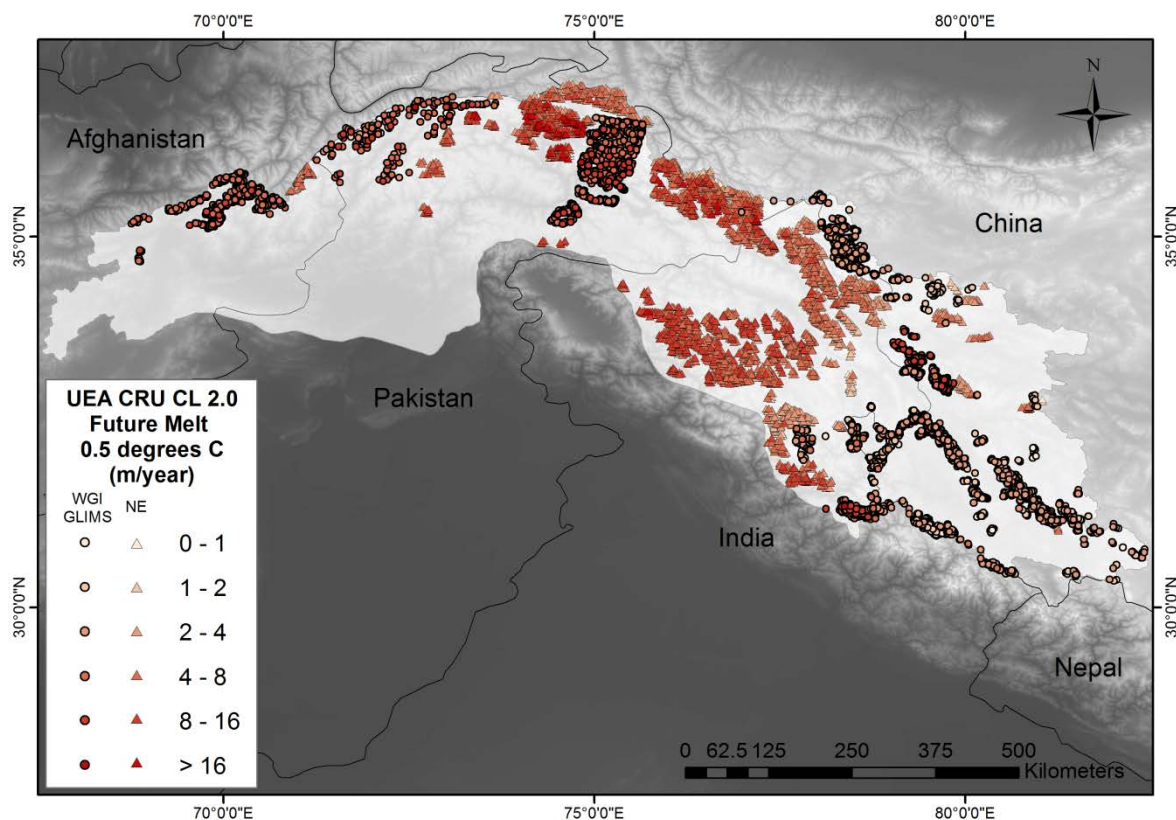 70°0'0"E 75°0'0"E 80°0'0"E
N
Afghanistan
China
35°0'0"N 35°0'0"N
Pakistan
India
Nepal
30°0'0"N 30°0'0"N
UEA CRU CL 2.0
Future Melt
0.5 degrees C
(m/year)
WGI
GLIMS NE
0 - 1
1 - 2
2 - 4
4 - 8
8 - 16
> 16
0 62.5 125 250 375 500
Kilometers
70°0'0"E 75°0'0"E 80°0'0"E